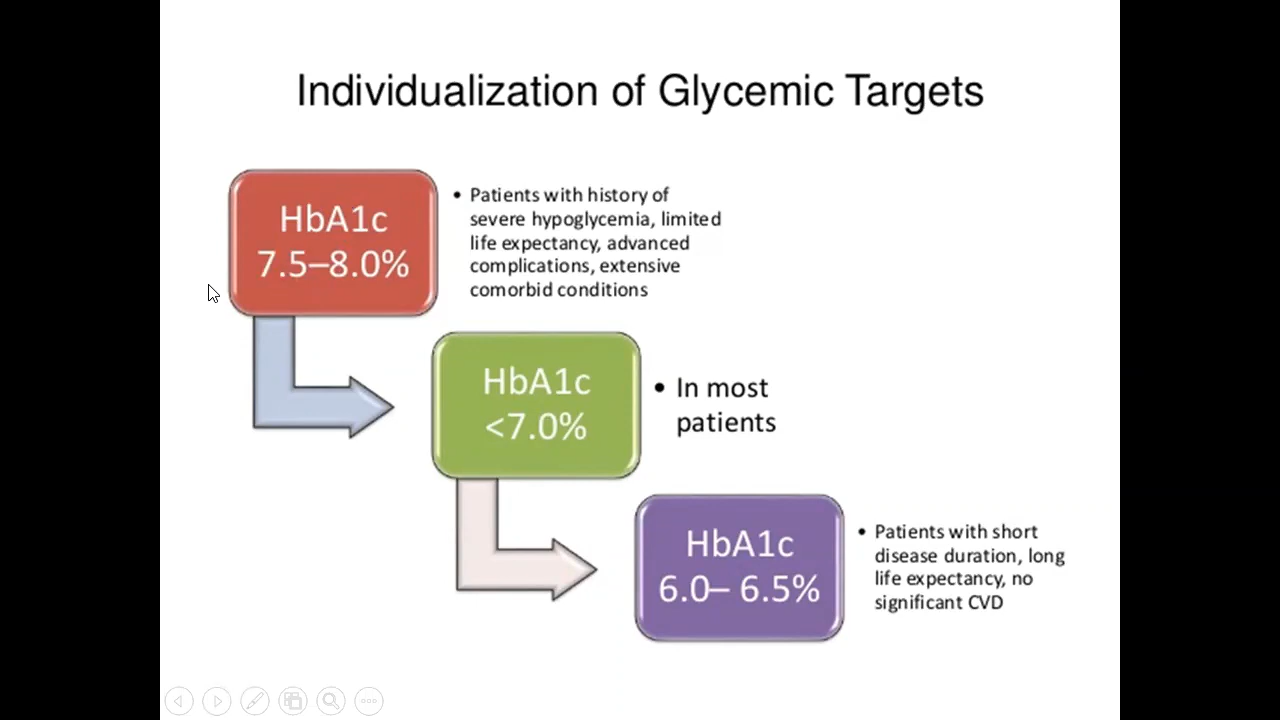 Individualization of Glycemic Targets
HbA1c
7.5–8.0%
• Patients with history of
severe hypoglycemia, limited
life expectancy, advanced
complications, extensive
comorbid conditions
HbA1c
<7.0%
• In most
patients
HbA1c
6.0– 6.5%
• Patients with short
disease duration, long
life expectancy, no
significant CVD